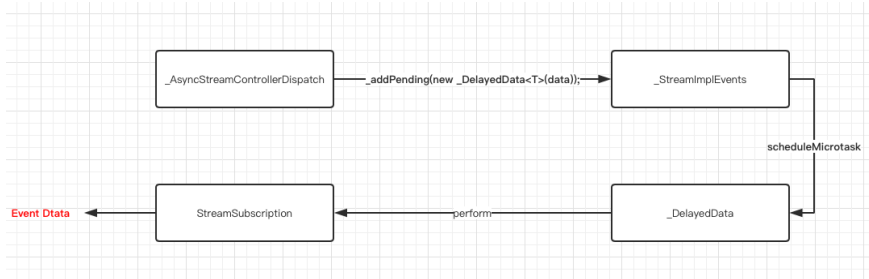 _AsyncStreamControllerDispatch
_addPending(new _DelayedData<T>(data));
_StreamImplEvents
scheduleMicrotask
Event Dtata
StreamSubscription
perform
_DelayedData